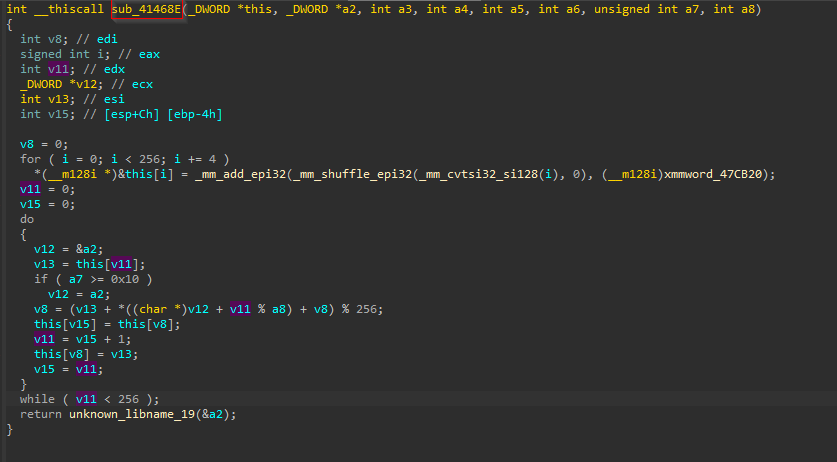 int __thiscall sub_41468E(_DWORD *this, _DWORD *a2, int a3, int a4, int a5, int a6, unsigned int a7, int a8)
{
  int v8; // edi
  signed int i; // eax
  int v11; // edx
  _DWORD *v12; // ecx
  int v13; // esi
  int v15; // [esp+Ch] [ebp-4h]

  v8 = 0;
  for ( i = 0; i < 256; i += 4 )
    *(__m128i *)&this[i] = _mm_add_epi32(_mm_shuffle_epi32(_mm_cvtsi32_si128(i), 0), (__m128i)xmmword_47CB20);
  v11 = 0;
  v15 = 0;
  do
  {
    v12 = &a2;
    v13 = this[v11];
    if ( a7 >= 0x10 )
      v12 = a2;
    v8 = (v13 + *((char *)v12 + v11 % a8) + v8) % 256;
    this[v15] = this[v8];
    v11 = v15 + 1;
    this[v8] = v13;
    v15 = v11;
  }
  while ( v11 < 256 );
  return unknown_libname_19(&a2);
}